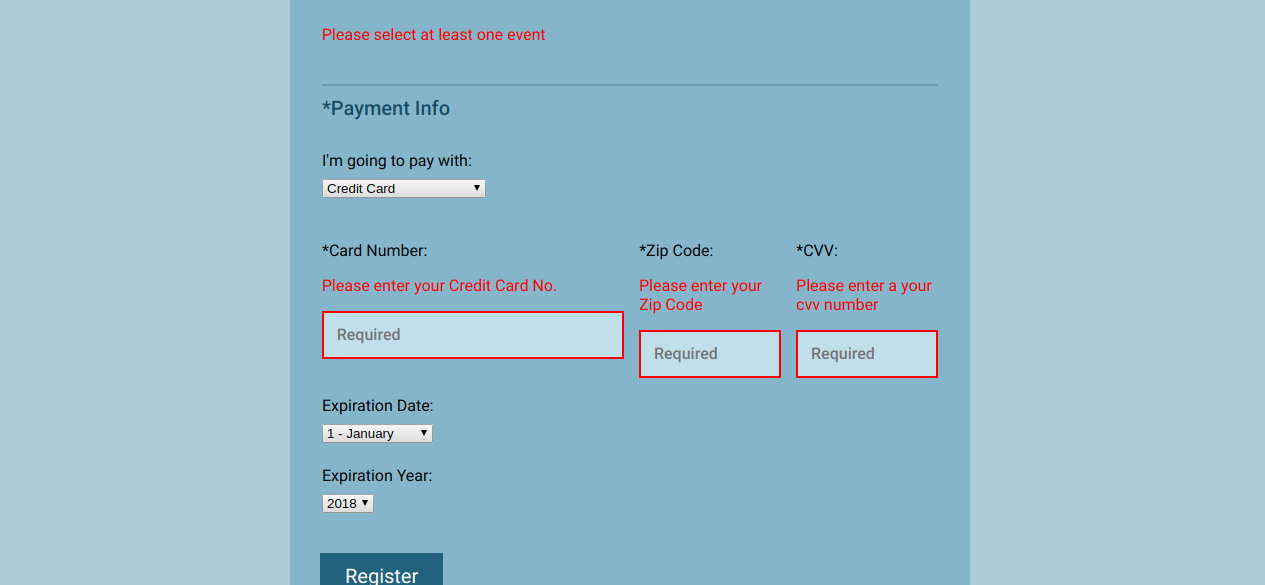 Please select at least one event
*Payment Info
I'm going to pay with:
Credit Card
*Card Number:
Please enter your Credit Card No.
Required
*Zip Code:
Please enter your
Zip Code
Required
*CVV:
Please enter a your
cvv number
Required
Expiration Date:
1 - January
Expiration Year:
2018
Register